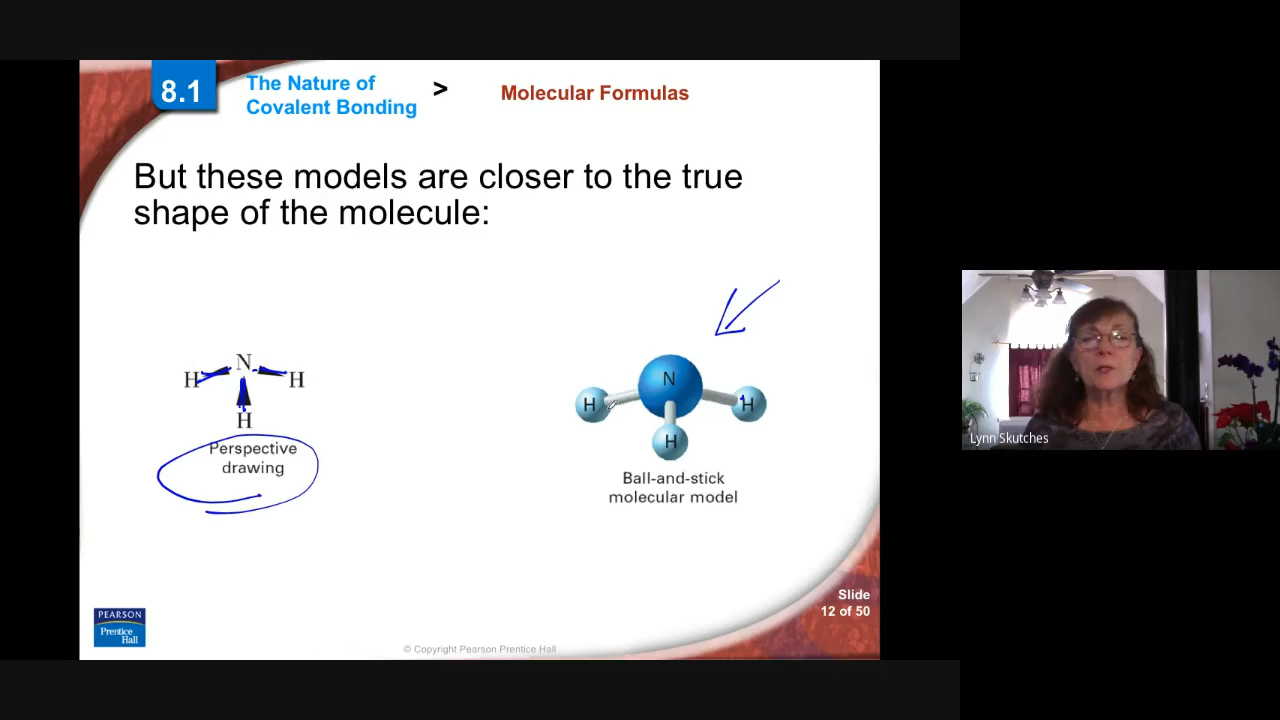 8.1
The Nature of
Covalent Bonding
>
Molecular Formulas
But these models are closer to the true
shape of the molecule:
N
H H
H
Perspective
drawing
N
H H
H
Ball-and-stick
molecular model
Lynn Skutches
Slide
12 of 50
PEARSON
Prentice
Hall
© Copyright Pearson Prentice Hall